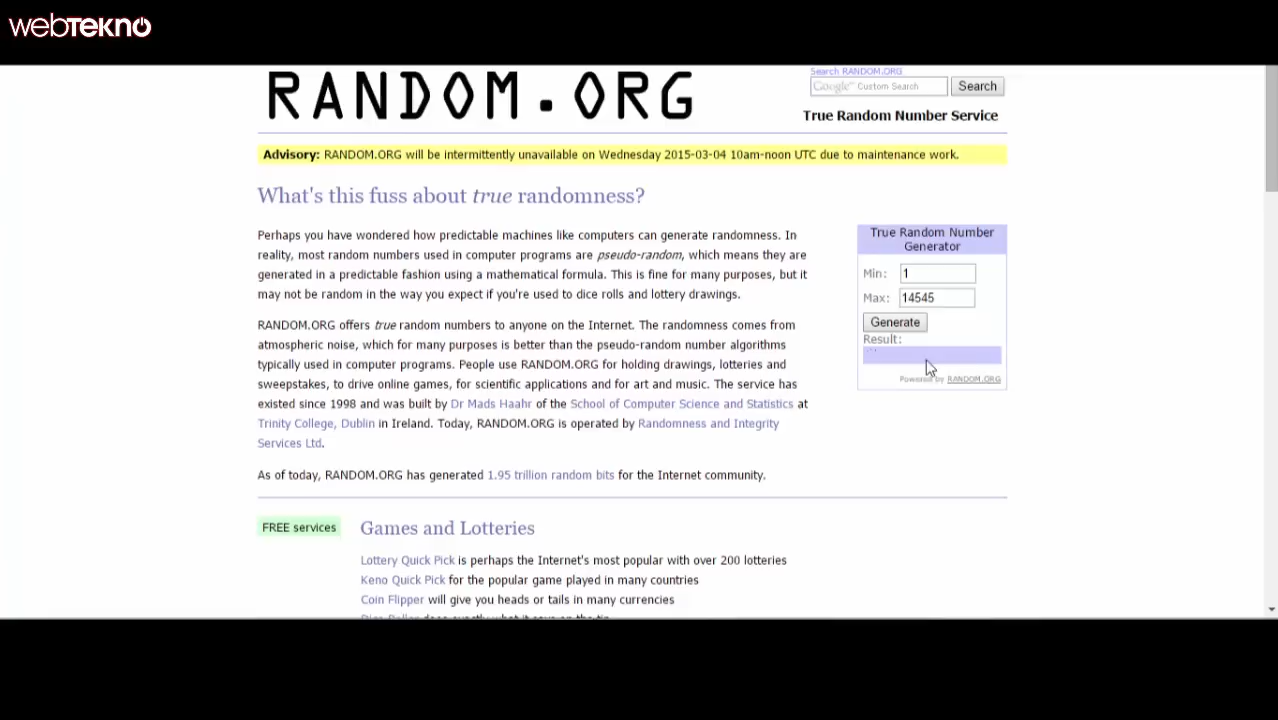 webTEKNO
RANDOM.ORG
Search RANDOM.ORG
Google™ Custom Search
Search
True Random Number Service
Advisory: RANDOM.ORG will be intermittently unavailable on Wednesday 2015-03-04 10am-noon UTC due to maintenance work.
What's this fuss about true randomness?
Perhaps you have wondered how predictable machines like computers can generate randomness. In
reality, most random numbers used in computer programs are pseudo-random, which means they are
generated in a predictable fashion using a mathematical formula. This is fine for many purposes, but it
may not be random in the way you expect if you're used to dice rolls and lottery drawings.
RANDOM.ORG offers true random numbers to anyone on the Internet. The randomness comes from
atmospheric noise, which for many purposes is better than the pseudo-random number algorithms
typically used in computer programs. People use RANDOM.ORG for holding drawings, lotteries and
sweepstakes, to drive online games, for scientific applications and for art and music. The service has
existed since 1998 and was built by Dr Mads Haahr of the School of Computer Science and Statistics at
Trinity College, Dublin in Ireland. Today, RANDOM.ORG is operated by Randomness and Integrity
Services Ltd.
As of today, RANDOM.ORG has generated 1.95 trillion random bits for the Internet community.
True Random Number
Generator
Min: 1
Max: 14545
Generate
Result:
Powered by RANDOM.ORG
FREE services
Games and Lotteries
Lottery Quick Pick is perhaps the Internet's most popular with over 200 lotteries
Keno Quick Pick for the popular game played in many countries
Coin Flipper will give you heads or tails in many currencies